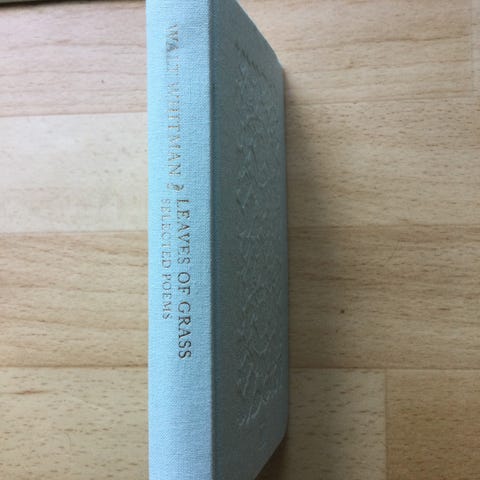 WALT WHITMAN LEAVES OF GRASS
SELECTED POEMS